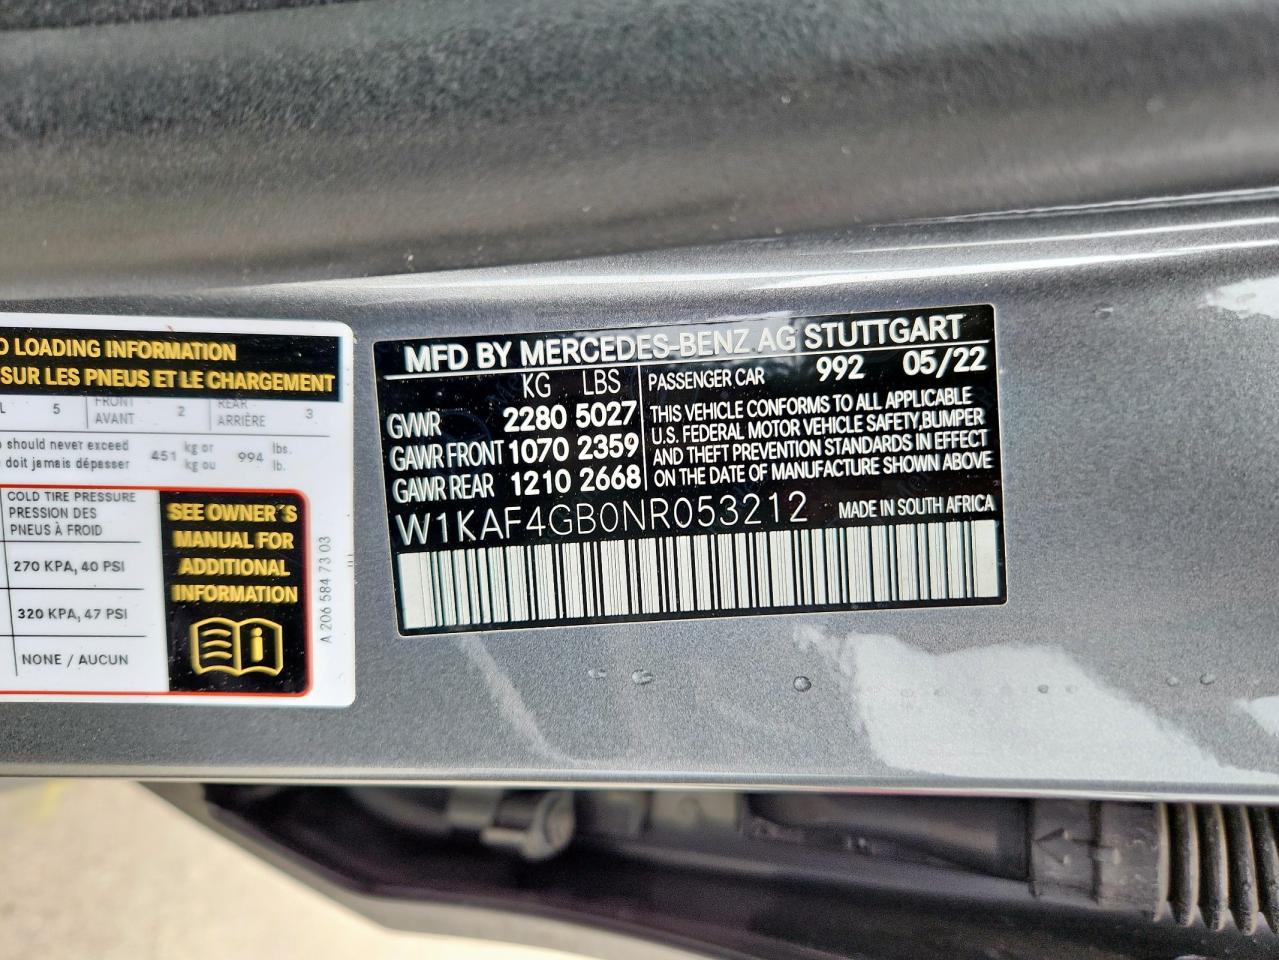 LOADING INFORMATION
SUR LES PNEUS ET LE CHARGEMENT
5 FRONT AVANT 2 REAR ARRIÈRE 3
should never exceed
doit jamais dépasser
451 kg or kg ou 994 lbs. lb.
COLD TIRE PRESSURE
PRESSION DES
PNEUS À FROID
270 KPA, 40 PSI
320 KPA, 47 PSI
NONE / AUCUN
SEE OWNER'S
MANUAL FOR
ADDITIONAL
INFORMATION
A 206 584 73 03
MFD BY MERCEDES-BENZ AG STUTTGART
KG LBS
GVWR 2280 5027
GAWR FRONT 1070 2359
GAWR REAR 1210 2668
PASSENGER CAR 992 05/22
THIS VEHICLE CONFORMS TO ALL APPLICABLE
U.S. FEDERAL MOTOR VEHICLE SAFETY,BUMPER
AND THEFT PREVENTION STANDARDS IN EFFECT
ON THE DATE OF MANUFACTURE SHOWN ABOVE
W1KAF4GB0NR053212 MADE IN SOUTH AFRICA